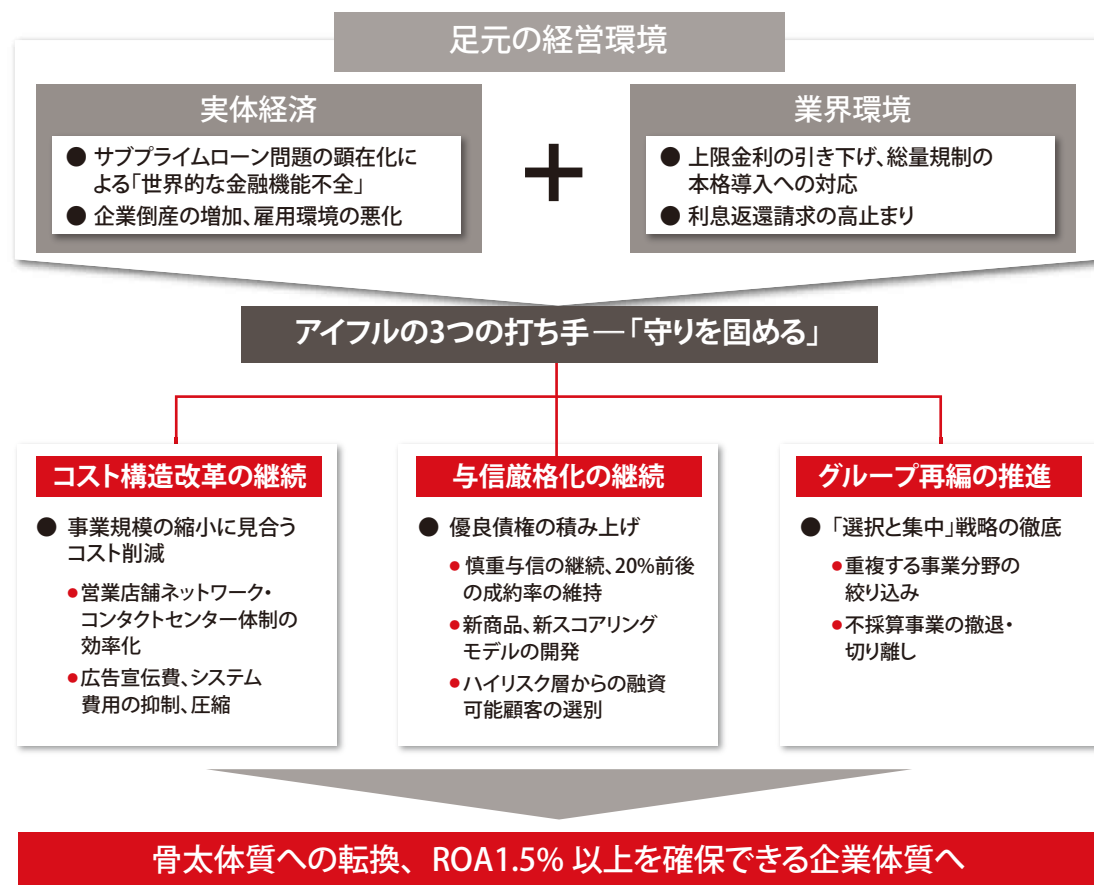 足元の経営環境
実体経済
● サブプライムローン問題の顕在化に
よる「世界的な金融機能不全」
● 企業倒産の増加、雇用環境の悪化
+
業界環境
● 上限金利の引き下げ、総量規制の
本格導入への対応
● 利息返還請求の高止まり
アイフルの3つの打ち手―「守りを固める」
コスト構造改革の継続
● 事業規模の縮小に見合う
コスト削減
●営業店舗ネットワーク・
コンタクトセンター体制の
効率化
●広告宣伝費、システム
費用の抑制、圧縮
与信厳格化の継続
● 優良債権の積み上げ
●慎重与信の継続、20%前後
の成約率の維持
●新商品、新スコアリング
モデルの開発
●ハイリスク層からの融資
可能顧客の選別
グループ再編の推進
● 「選択と集中」戦略の徹底
●重複する事業分野の
絞り込み
●不採算事業の撤退・
切り離し
骨太体質への転換、ROA1.5% 以上を確保できる企業体質へ